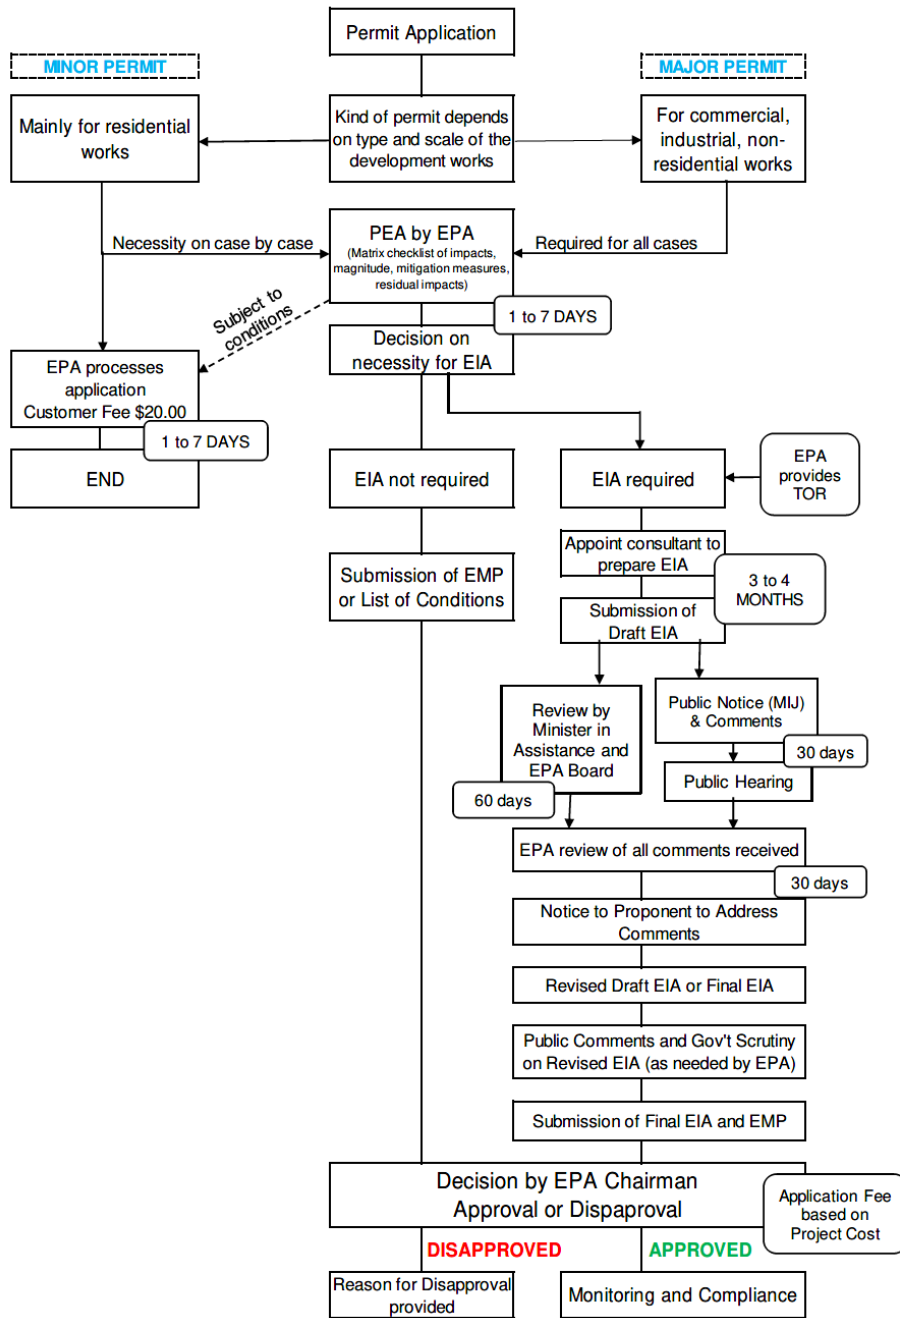 Permit Application
MINOR PERMIT
MAJOR PERMIT
Mainly for residential
works
Kind of permit depends
on type and scale of the
development works
For commercial,
industrial, non-
residential works
Necessity on case by case
PEA by EPA
(Matrix checklist of impacts,
magnitude, mitigation measures,
residual impacts)
Required for all cases
Subject to
conditions
1 to 7 DAYS
Decision on
necessity for EIA
EPA processes
application
Customer Fee $20.00
1 to 7 DAYS
END
EIA not required
EIA required
EPA
provides
TOR
Appoint consultant to
prepare EIA
3 to 4
MONTHS
Submission of EMP
or List of Conditions
Submission of
Draft EIA
Review by
Minister in
Assistance and
EPA Board
60 days
Public Notice (MIJ)
& Comments
30 days
Public Hearing
EPA review of all comments received
30 days
Notice to Proponent to Address
Comments
Revised Draft EIA or Final EIA
Public Comments and Gov't Scrutiny
on Revised EIA (as needed by EPA)
Submission of Final EIA and EMP
Decision by EPA Chairman
Approval or Dispaproval
Application Fee
based on
Project Cost
DISAPPROVED
APPROVED
Reason for Disapproval
provided
Monitoring and Compliance